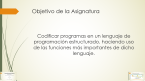 Objetivo de la Asignatura
Codificar programas en un lenguaje de
programación estructurado, haciendo uso
de las funciones más importantes de dicho
lenguaje.